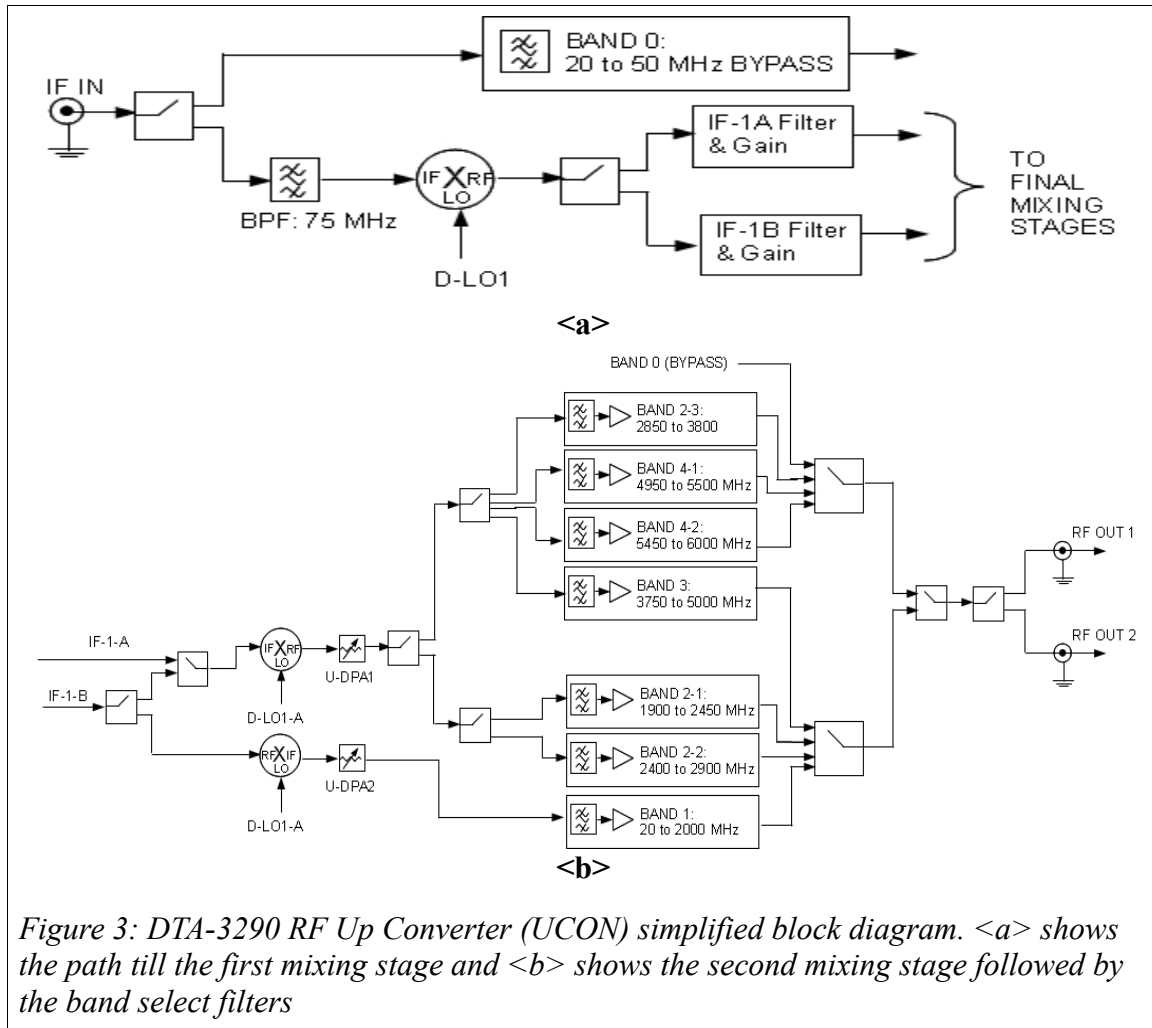 BAND 0:
20 to 50 MHz BYPASS
IF IN
IF-1A Filter
& Gain
IF X RF
LO
BPF: 75 MHz
D-LO1
IF-1B Filter
& Gain
TO
FINAL
MIXING
STAGES
<a>
BAND 0 (BYPASS)
BAND 2-3:
2850 to 3800
BAND 4-1:
4950 to 5500 MHz
BAND 4-2:
5450 to 6000 MHz
BAND 3:
3750 to 5000 MHz
RF OUT 1
RF OUT 2
IF-1-A
IF X RF
LO
U-DPA1
IF-1-B
D-LO1-A
RF X IF
LO
U-DPA2
D-LO1-A
BAND 2-1:
1900 to 2450 MHz
BAND 2-2:
2400 to 2900 MHz
BAND 1:
20 to 2000 MHz
<b>
Figure 3: DTA-3290 RF Up Converter (UCON) simplified block diagram. <a> shows
the path till the first mixing stage and <b> shows the second mixing stage followed by
the band select filters